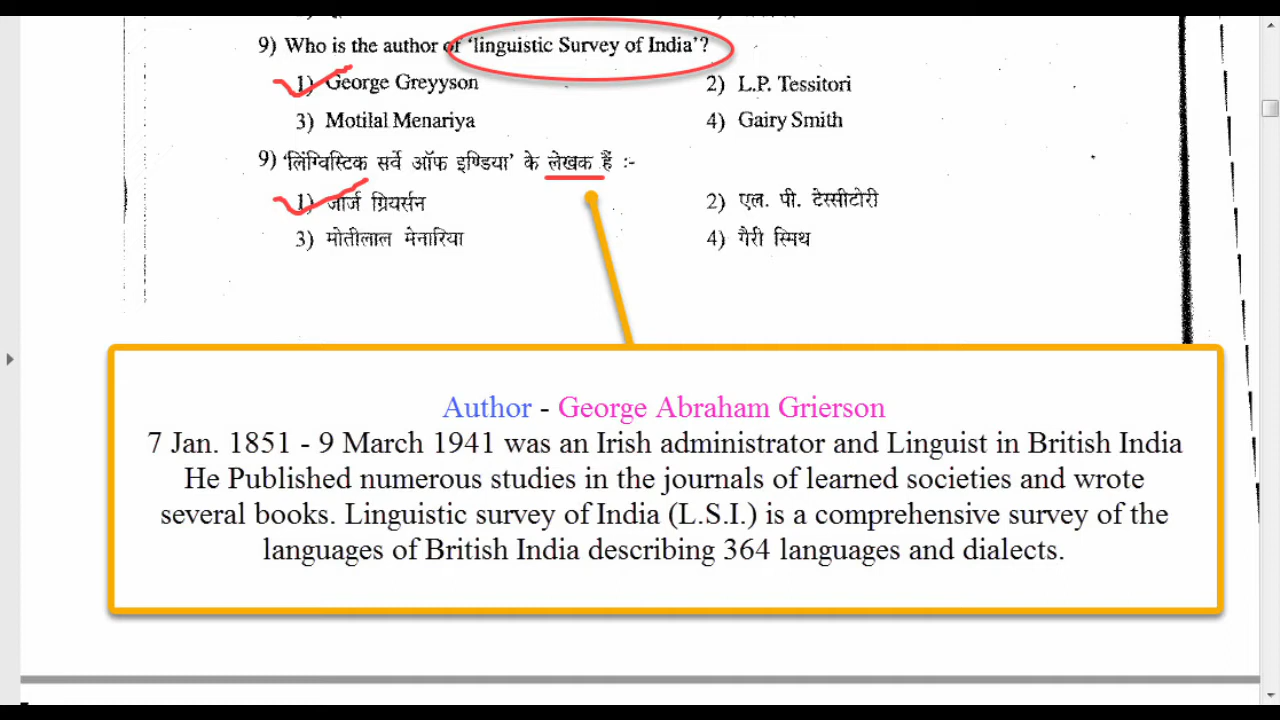 9) Who is the author of 'linguistic Survey of India'?
1) George Greyyson 2) L.P. Tessitori
3) Motilal Menariya 4) Gairy Smith
9) 'लिंग्विस्टिक सर्वे ऑफ इण्डिया' के लेखक हैं :-
1) जार्ज ग्रियर्सन 2) एल. पी. टेस्सीटोरी
3) मोतीलाल मेनारिया 4) गैरी स्मिथ
Author - George Abraham Grierson
7 Jan. 1851 - 9 March 1941 was an Irish administrator and Linguist in British India
He Published numerous studies in the journals of learned societies and wrote
several books. Linguistic survey of India (L.S.I.) is a comprehensive survey of the
languages of British India describing 364 languages and dialects.